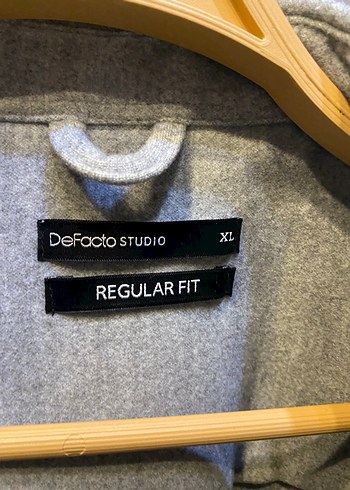 DeFacto STUDIO XL
REGULAR FIT